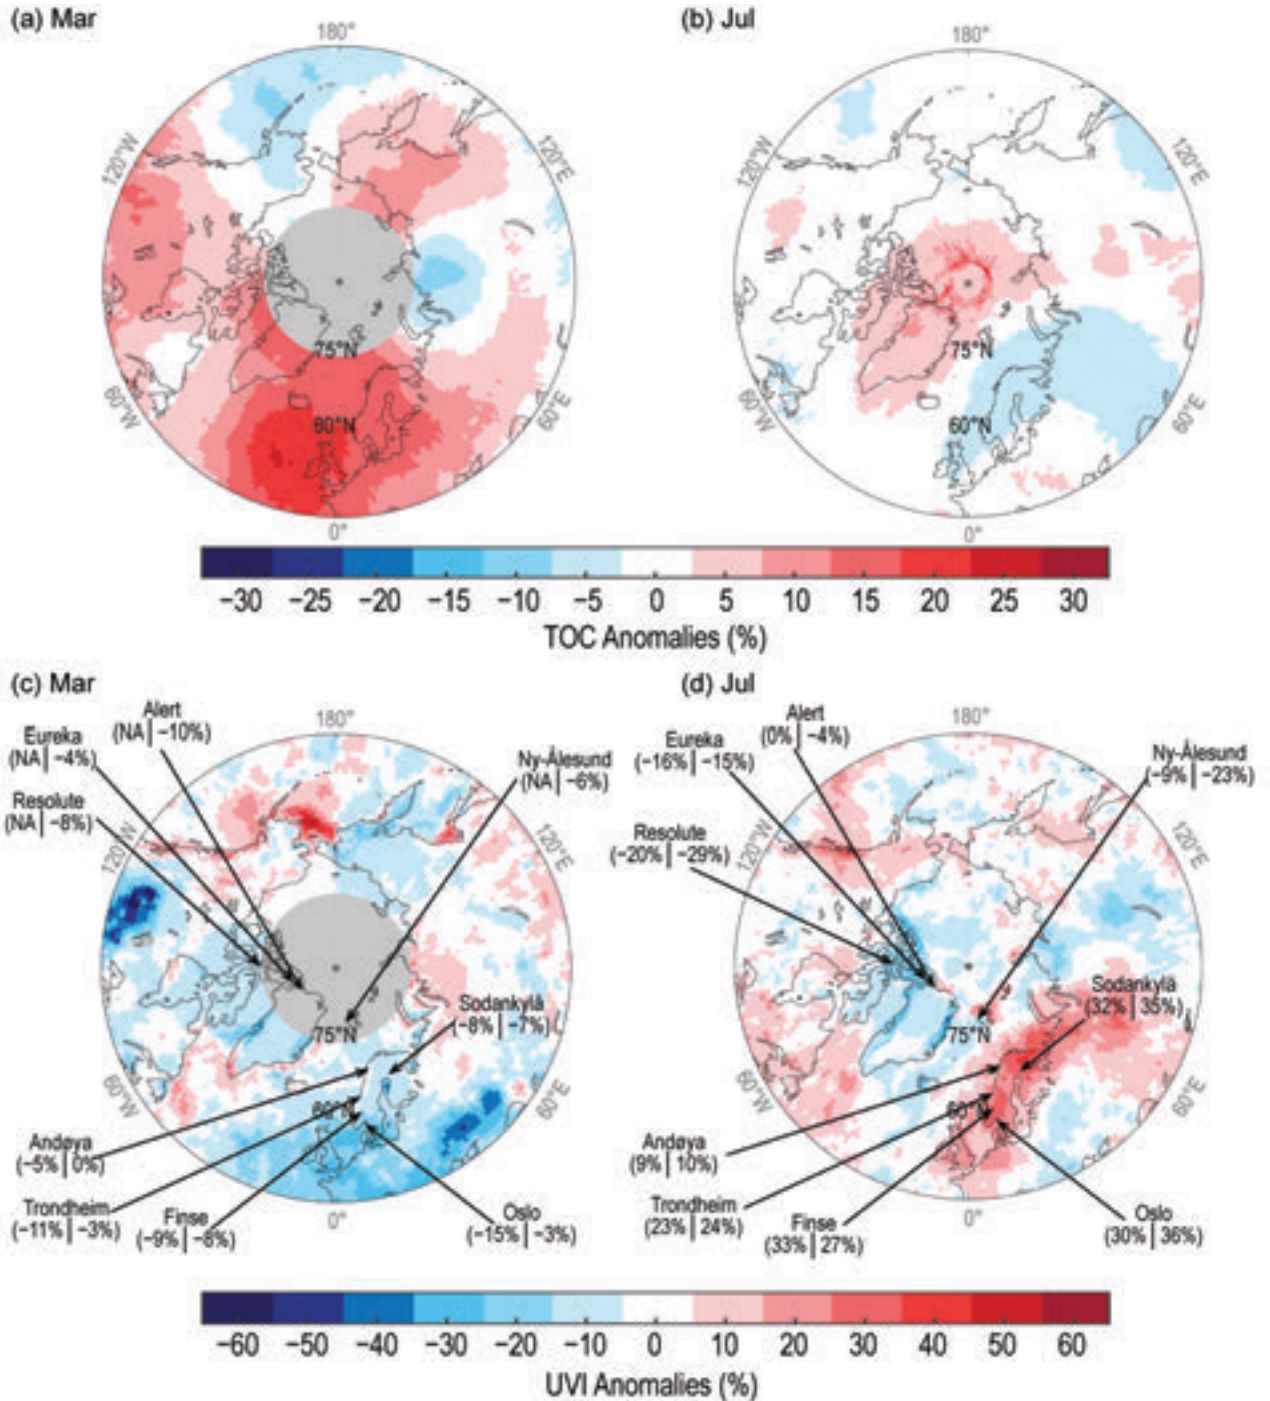 (a) Mar
180°
120°W
120°E
75°N
60°N
60°W
60°E
0°
(b) Jul
180°
120°W
120°E
75°N
60°N
60°W
60°E
0°
−30 −25 −20 −15 −10 −5 0 5 10 15 20 25 30
TOC Anomalies (%)
(c) Mar
180°
Alert
(NA | −10%)
Eureka
(NA | −4%)
Resolute
(NA | −8%)
Ny-Ålesund
(NA | −6%)
120°W
120°E
Sodankylä
(−8% | −7%)
75°N
60°N
60°W
60°E
Andøya
(−5% | 0%)
Trondheim
(−11% | −3%)
Finse
(−9% | −8%)
Oslo
(−15% | −3%)
0°
(d) Jul
180°
Alert
(0% | −4%)
Eureka
(−16% | −15%)
Resolute
(−20% | −29%)
Ny-Ålesund
(−9% | −23%)
120°W
120°E
Sodankylä
(32% | 35%)
75°N
60°N
60°W
60°E
Andøya
(9% | 10%)
Trondheim
(23% | 24%)
Finse
(33% | 27%)
Oslo
(30% | 36%)
0°
−60 −50 −40 −30 −20 −10 0 10 20 30 40 50 60
UVI Anomalies (%)